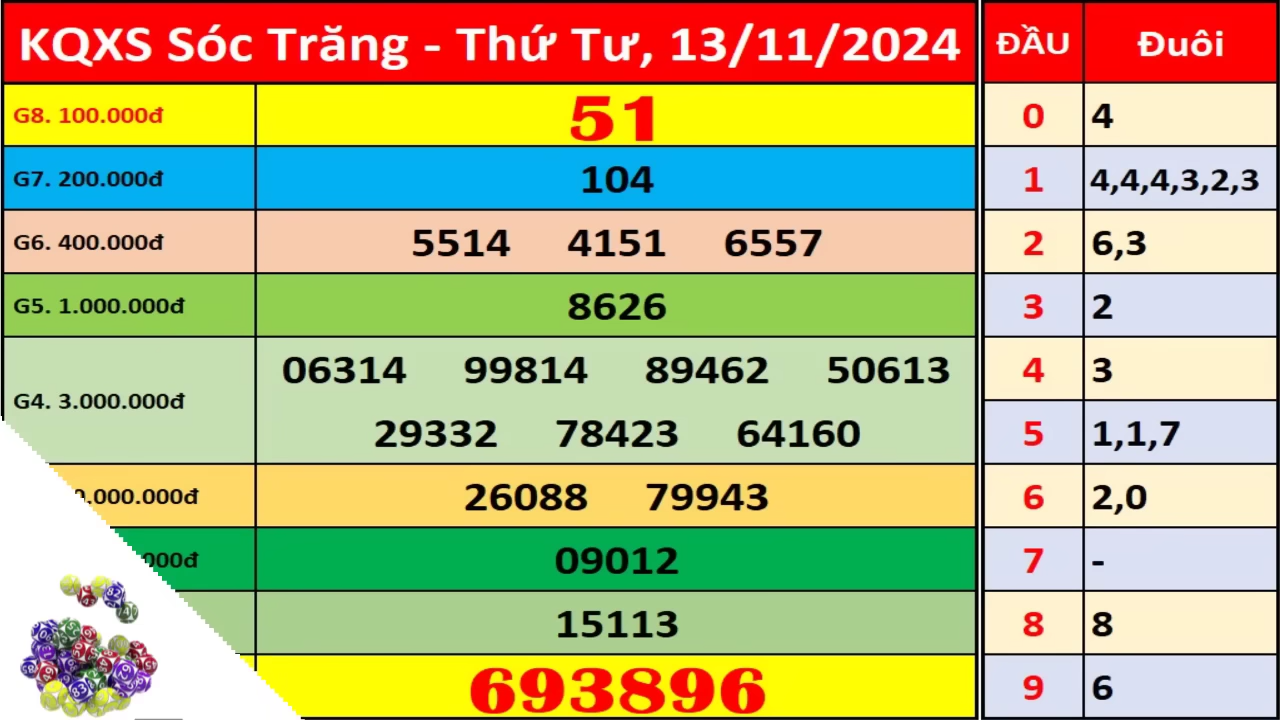 KQXS Sóc Trăng - Thứ Tư, 13/11/2024
ĐẦU Đuôi
G8. 100.000đ 51
0 4
G7. 200.000đ 104
1 4,4,4,3,2,3
G6. 400.000đ 5514 4151 6557
2 6,3
G5. 1.000.000đ 8626
3 2
G4. 3.000.000đ
06314 99814 89462 50613
4 3
29332 78423 64160
5 1,1,7
.000.000đ 26088 79943
6 2,0
000đ 09012
7 -
15113
8 8
693896
9 6